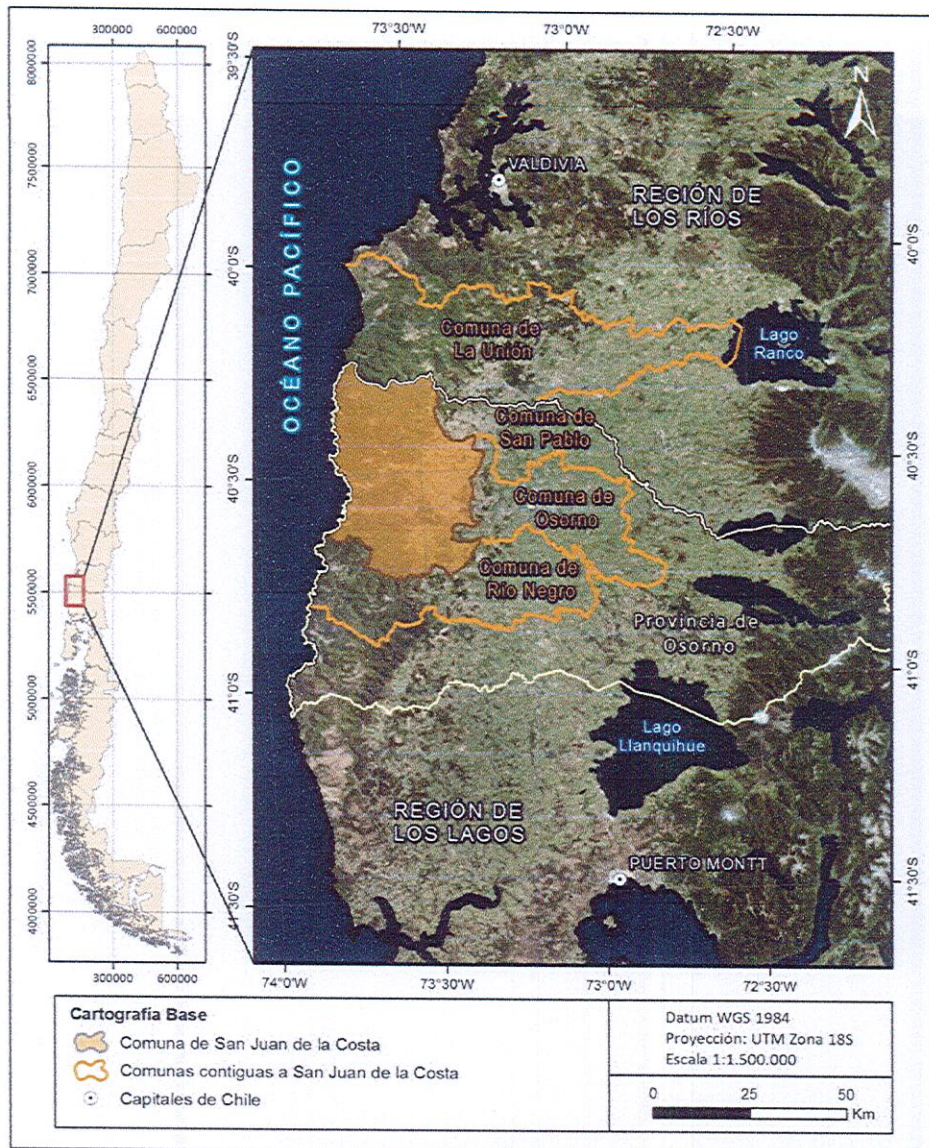 300000 600000
8000000
7500000
7000000
6500000
6000000
5500000
5000000
4500000
4000000
300000 600000
73°30'W 73°0'W 72°30'W
39°30'S
40°0'S
40°30'S
41°0'S
41°30'S
40°0'S
40°30'S
41°0'S
41°30'S
74°0'W 73°30'W 73°0'W 72°30'W
N
OCÉANO PACÍFICO
VALDIVIA
REGIÓN DE
LOS RÍOS
Comuna de
La Unión
Lago
Ranco
Comuna de
San Pablo
Comuna de
Osorno
Comuna de
Río Negro
Provincia de
Osorno
Lago
Llanquihue
REGIÓN DE
LOS LAGOS
PUERTO MONTT
Cartografía Base
Comuna de San Juan de la Costa
Comunas contiguas a San Juan de la Costa
Capitales de Chile
Datum WGS 1984
Proyección: UTM Zona 18S
Escala 1:1.500.000
0 25 50
Km